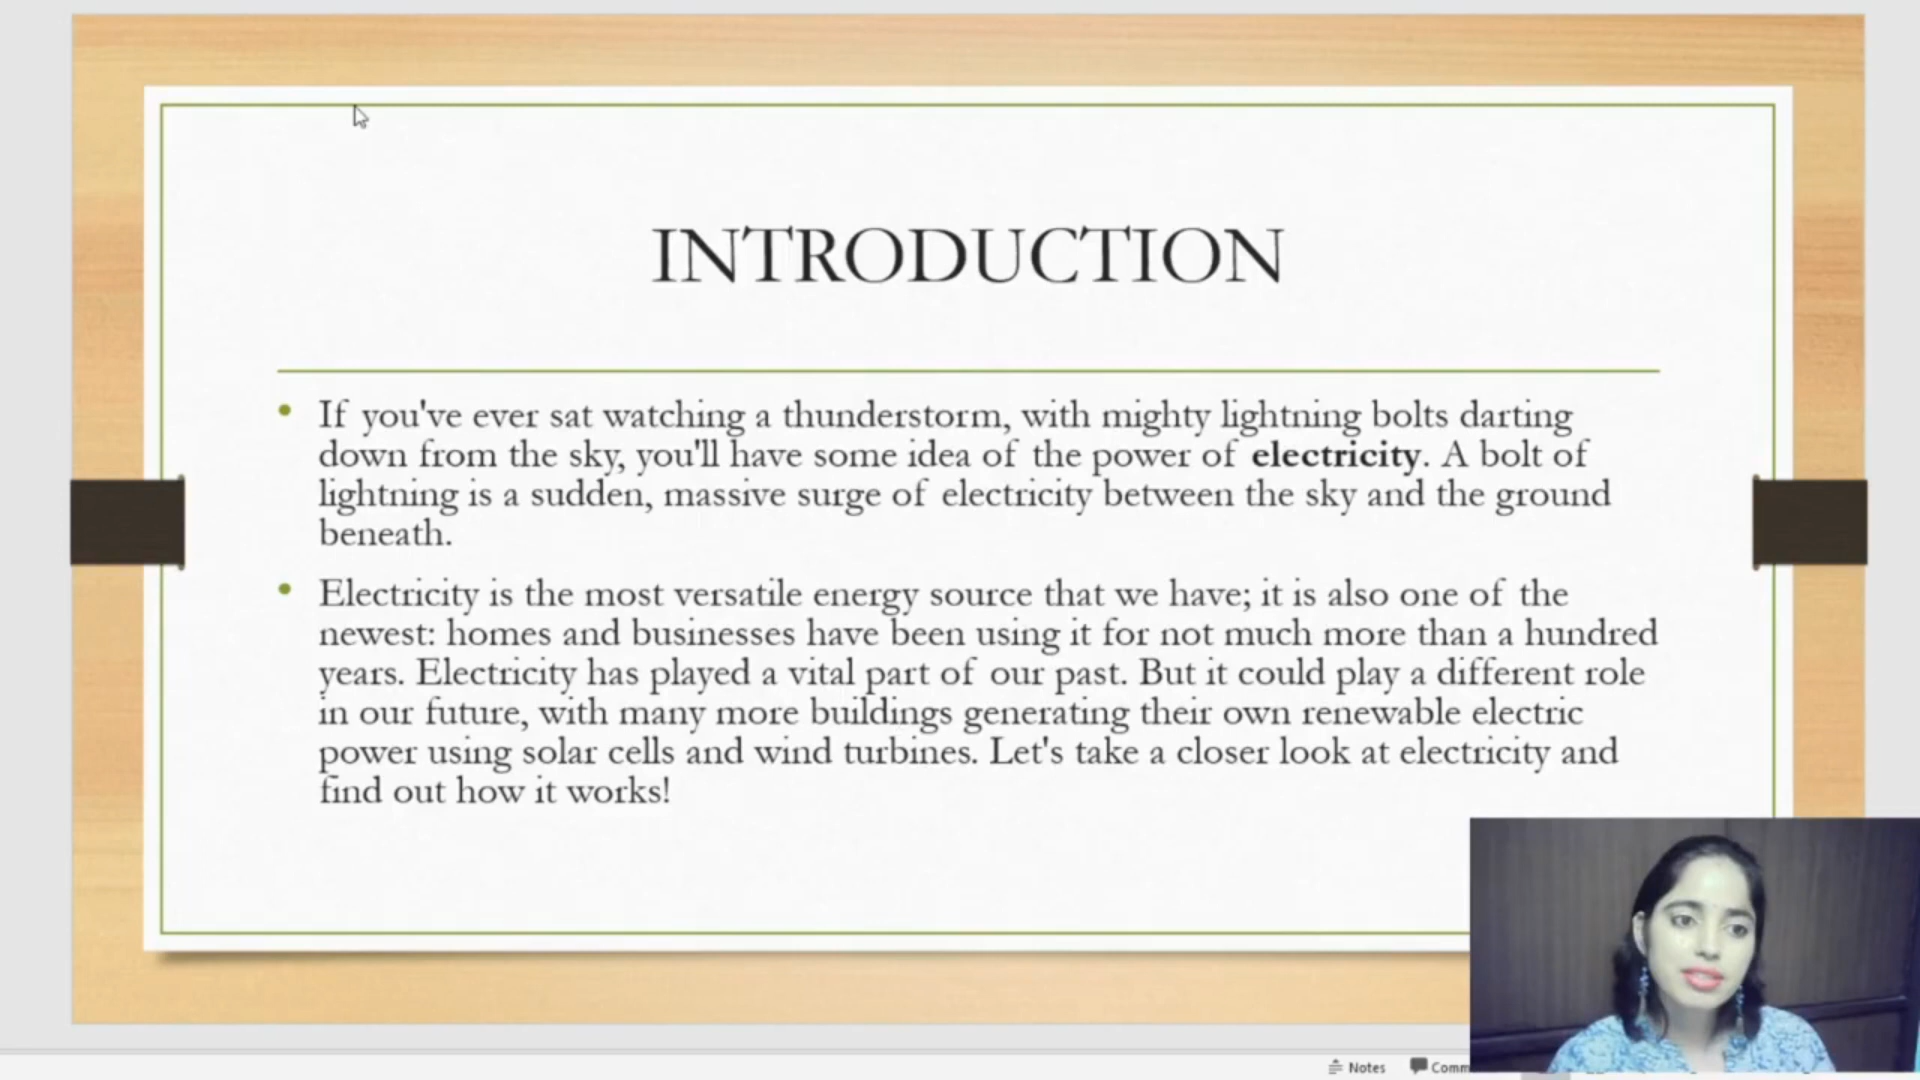 INTRODUCTION
If you've ever sat watching a thunderstorm, with mighty lightning bolts darting
down from the sky, you'll have some idea of the power of electricity. A bolt of
lightning is a sudden, massive surge of electricity between the sky and the ground
beneath.
Electricity is the most versatile energy source that we have; it is also one of the
newest: homes and businesses have been using it for not much more than a hundred
years. Electricity has played a vital part of our past. But it could play a different role
in our future, with many more buildings generating their own renewable electric
power using solar cells and wind turbines. Let's take a closer look at electricity and
find out how it works!
Notes